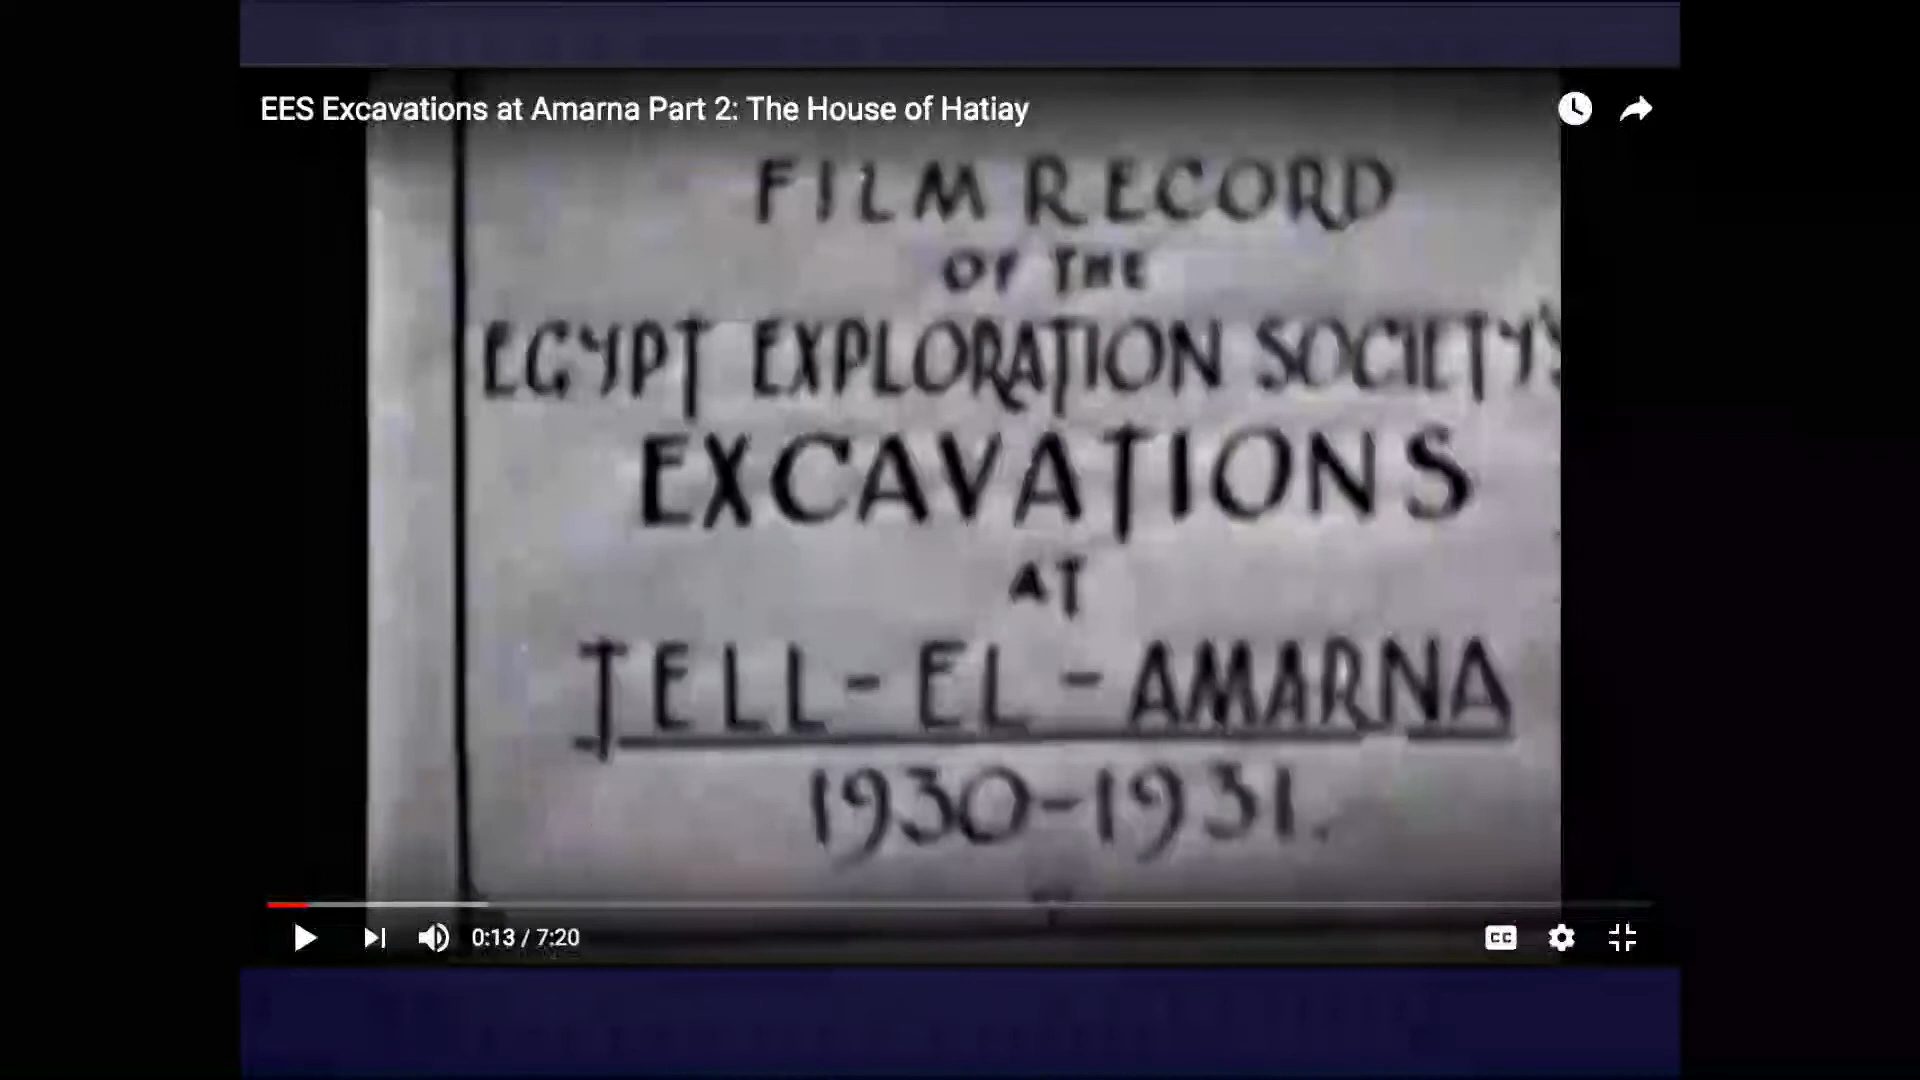 EES Excavations at Amarna Part 2: The House of Hatiay
FILM RECORD
OF THE
EGYPT EXPLORATION SOCIETY'S
EXCAVATIONS
AT
TELL-EL-AMARNA
1930-1931.
0:13 / 7:20
CC